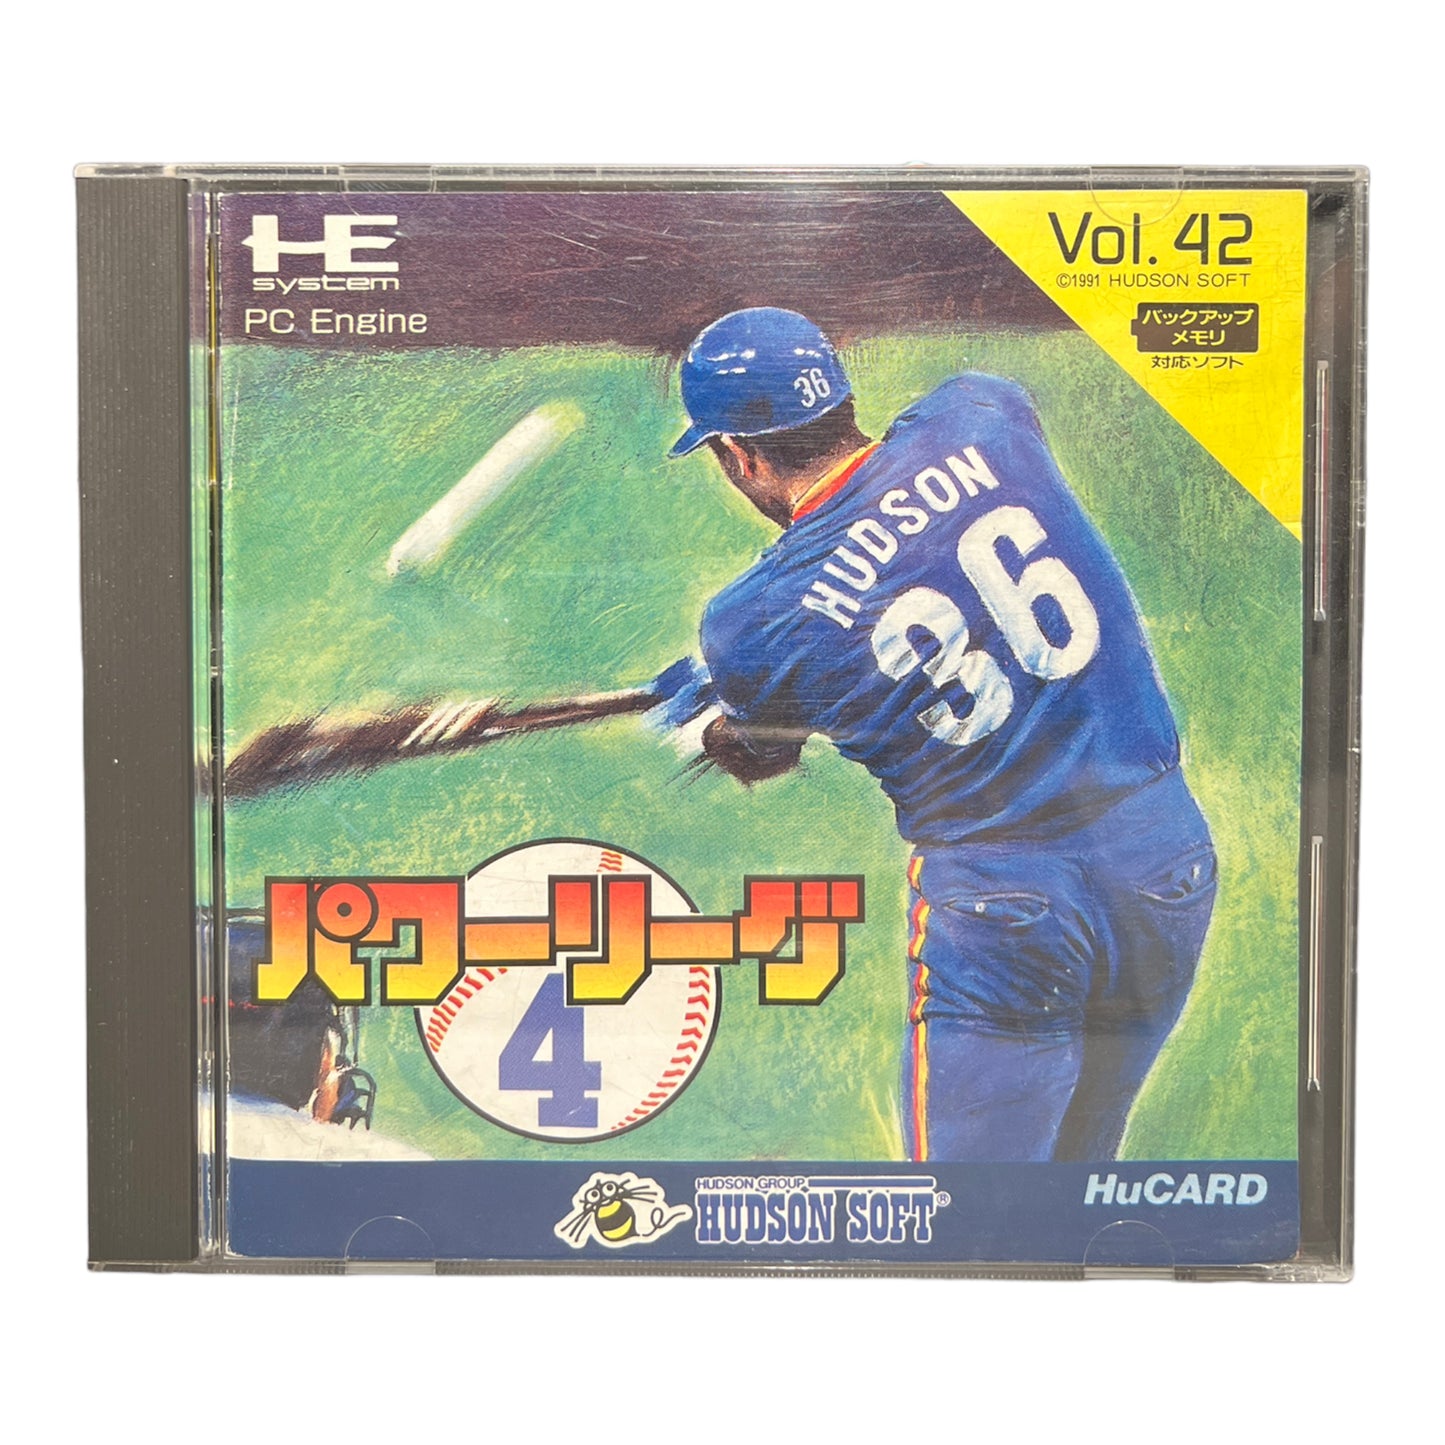 HE
system
PC Engine
Vol. 42
©1991 HUDSON SOFT
バックアップ
メモリ
対応ソフト
36
HUDSON
36
パワーリーグ
4
HUDSON GROUP
HUDSON SOFT®
HuCARD